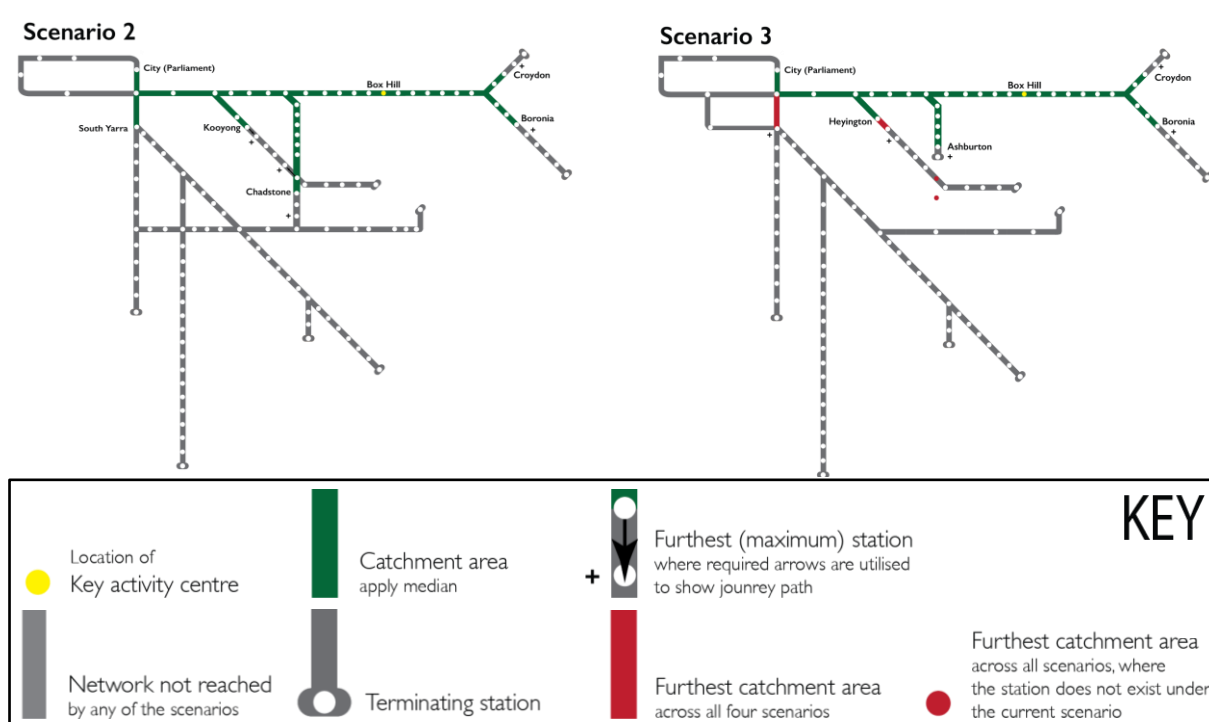 Scenario 2
City (Parliament)
Box Hill
Croydon
Boronia
South Yarra
Kooyong
Chadstone
+
+
+
+
+
Scenario 3
City (Parliament)
Box Hill
Croydon
Boronia
Heyington
Ashburton
+
+
+
+
+
KEY
Location of
Key activity centre
Catchment area
apply median
+
Furthest (maximum) station
where required arrows are utilised
to show jounrey path
Network not reached
by any of the scenarios
Terminating station
Furthest catchment area
across all four scenarios
Furthest catchment area
across all scenarios, where
the station does not exist under
the current scenario